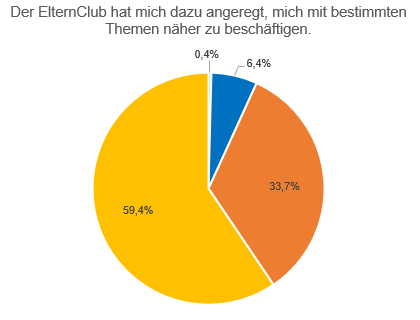 Der ElternClub hat mich dazu angeregt, mich mit bestimmten
Themen näher zu beschäftigen.
0,4%
6,4%
33,7%
59,4%